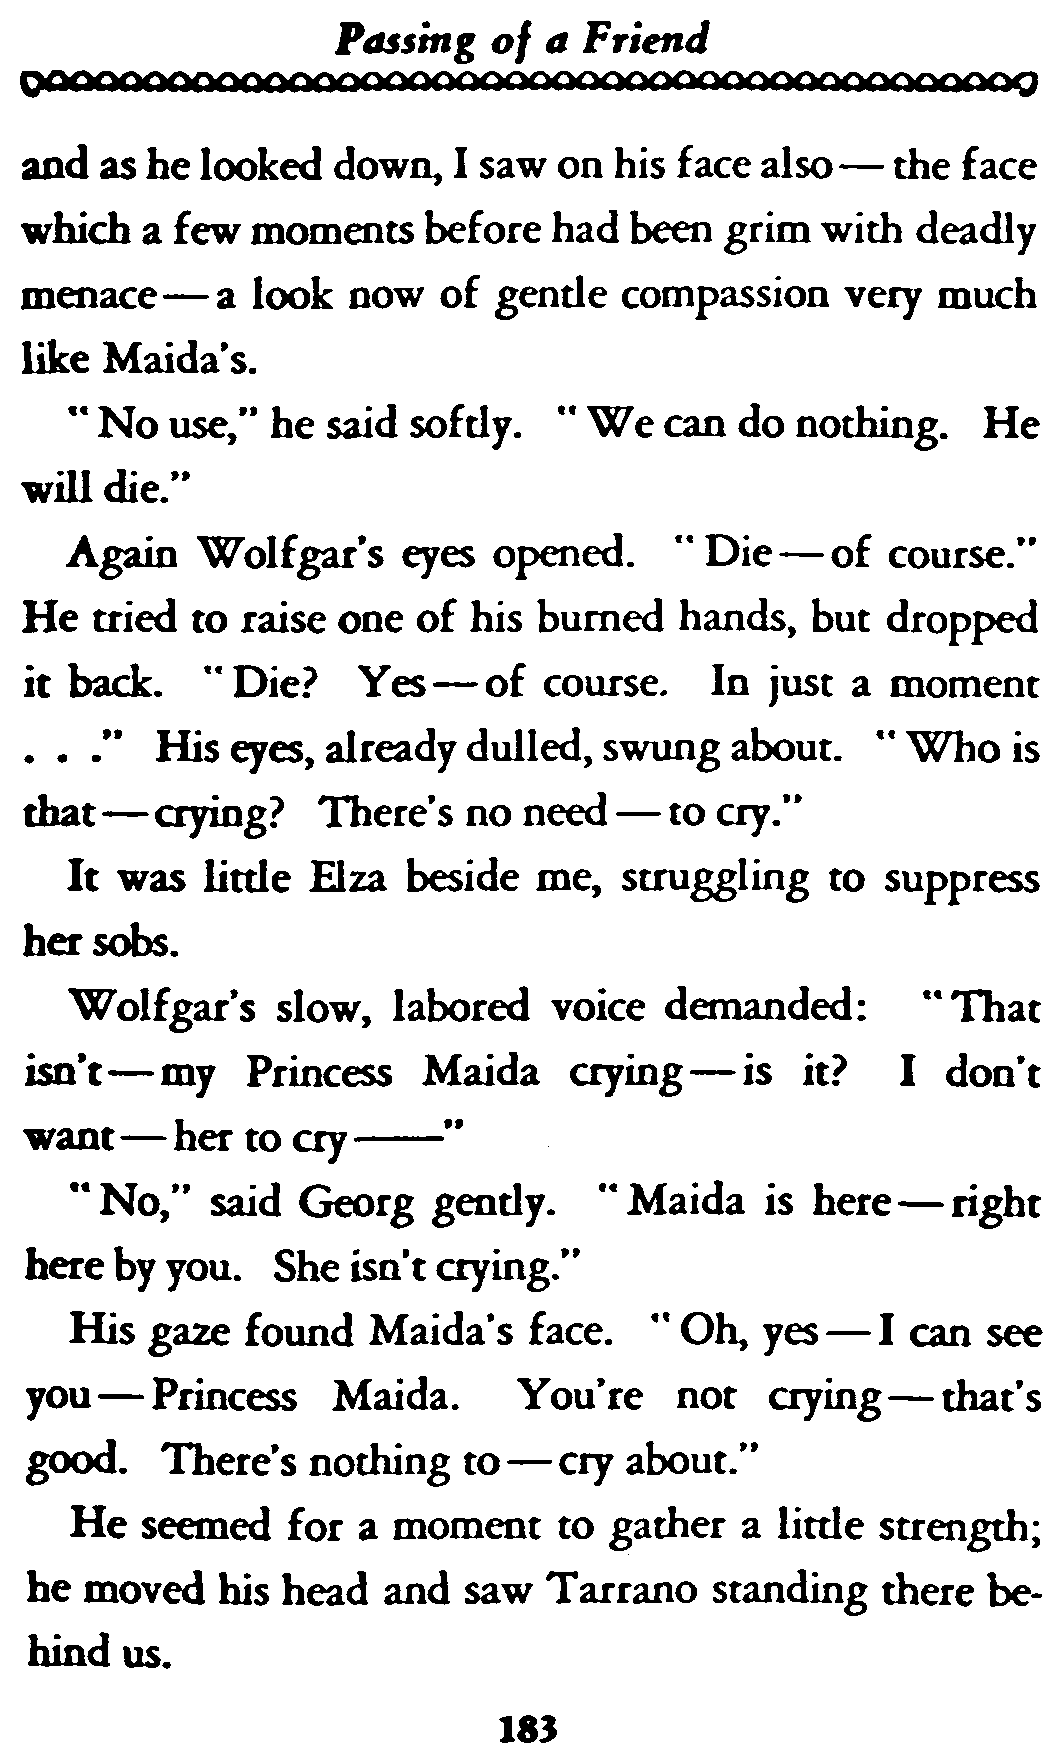 Passing of a Friend
and as he looked down, I saw on his face also — the face
which a few moments before had been grim with deadly
menace — a look now of gentle compassion very much
like Maida's.
"No use," he said softly. "We can do nothing. He
will die."
Again Wolfgar's eyes opened. "Die — of course."
He tried to raise one of his burned hands, but dropped
it back. "Die? Yes — of course. In just a moment
. . ." His eyes, already dulled, swung about. "Who is
that — crying? There's no need — to cry."
It was little Elza beside me, struggling to suppress
her sobs.
Wolfgar's slow, labored voice demanded: "That
isn't — my Princess Maida crying — is it? I don't
want — her to cry ——"
"No," said Georg gently. "Maida is here — right
here by you. She isn't crying."
His gaze found Maida's face. "Oh, yes — I can see
you — Princess Maida. You're not crying — that's
good. There's nothing to — cry about."
He seemed for a moment to gather a little strength;
he moved his head and saw Tarrano standing there be-
hind us.
183